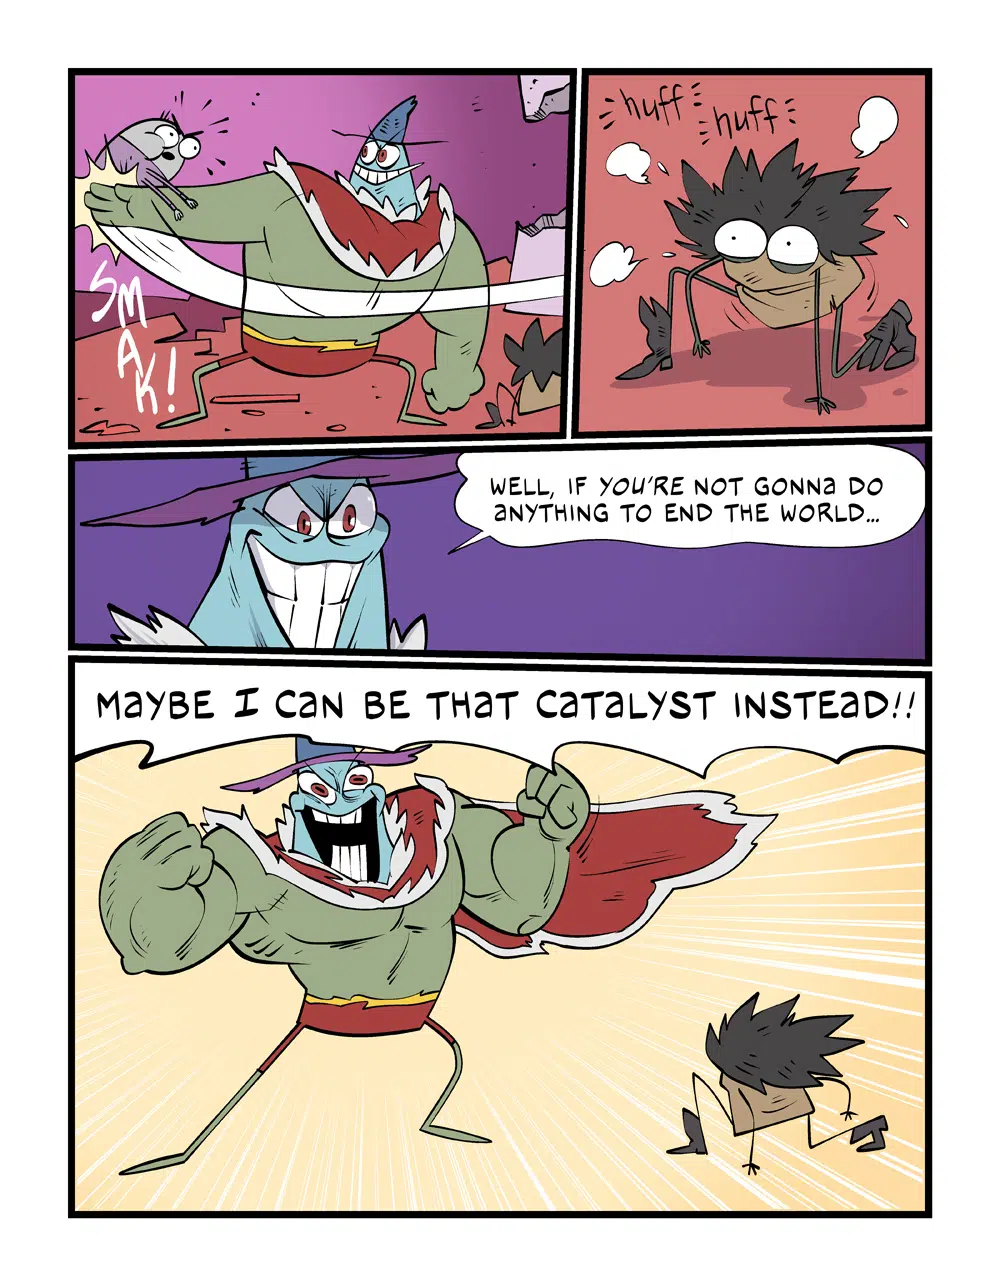 SMAK!
huff
huff
WELL, IF YOU'RE NOT GONNA DO
ANYTHING TO END THE WORLD...
MAYBE I CAN BE THAT CATALYST INSTEAD!!